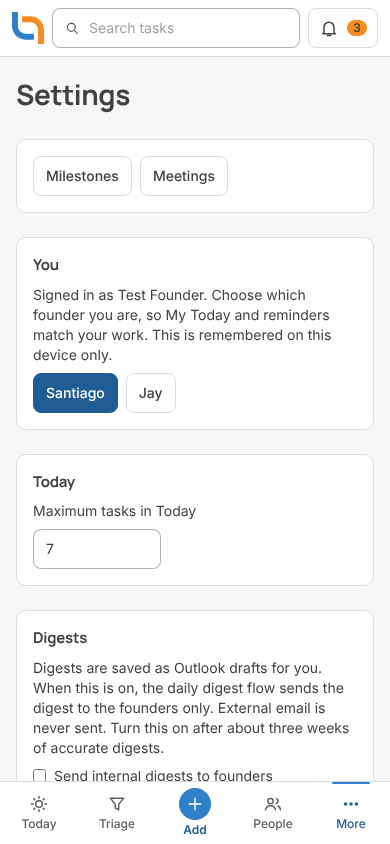 Search tasks
3
Settings
Milestones
Meetings
You
Signed in as Test Founder. Choose which
founder you are, so My Today and reminders
match your work. This is remembered on this
device only.
Santiago
Jay
Today
Maximum tasks in Today
7
Digests
Digests are saved as Outlook drafts for you.
When this is on, the daily digest flow sends the
digest to the founders only. External email is
never sent. Turn this on after about three weeks
of accurate digests.
Send internal digests to founders
Today
Triage
Add
People
More